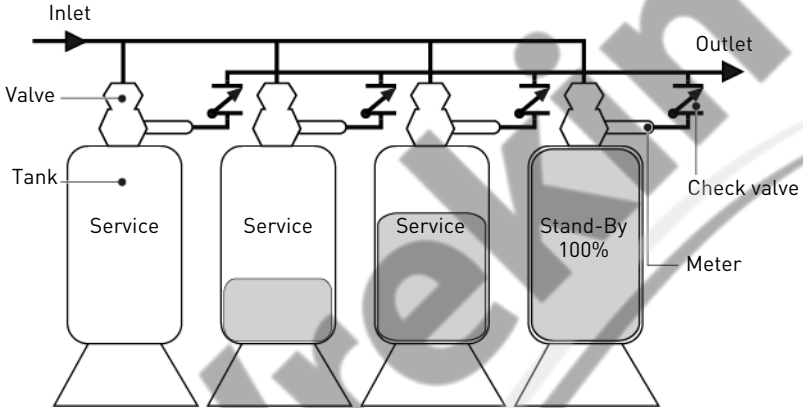 Inlet
Outlet
Valve
Tank
Check valve
Service
Service
Service
Stand-By
100%
Meter